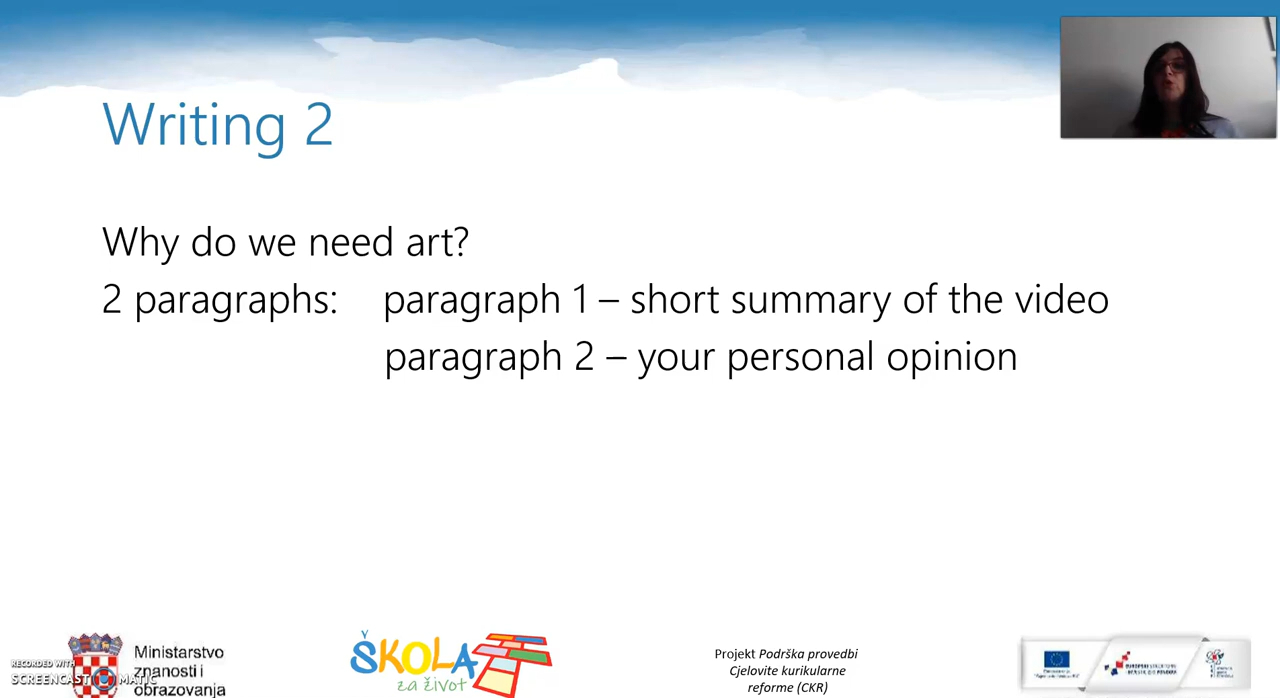 Writing 2
Why do we need art?
2 paragraphs: paragraph 1 – short summary of the video
paragraph 2 – your personal opinion
RECORDED WITH
SCREENCAST MATIC
Ministarstvo
znanosti i
obrazovanja
ŠKOLA
za život
Projekt Podrška provedbi
Cjelovite kurikularne
reforme (CKR)